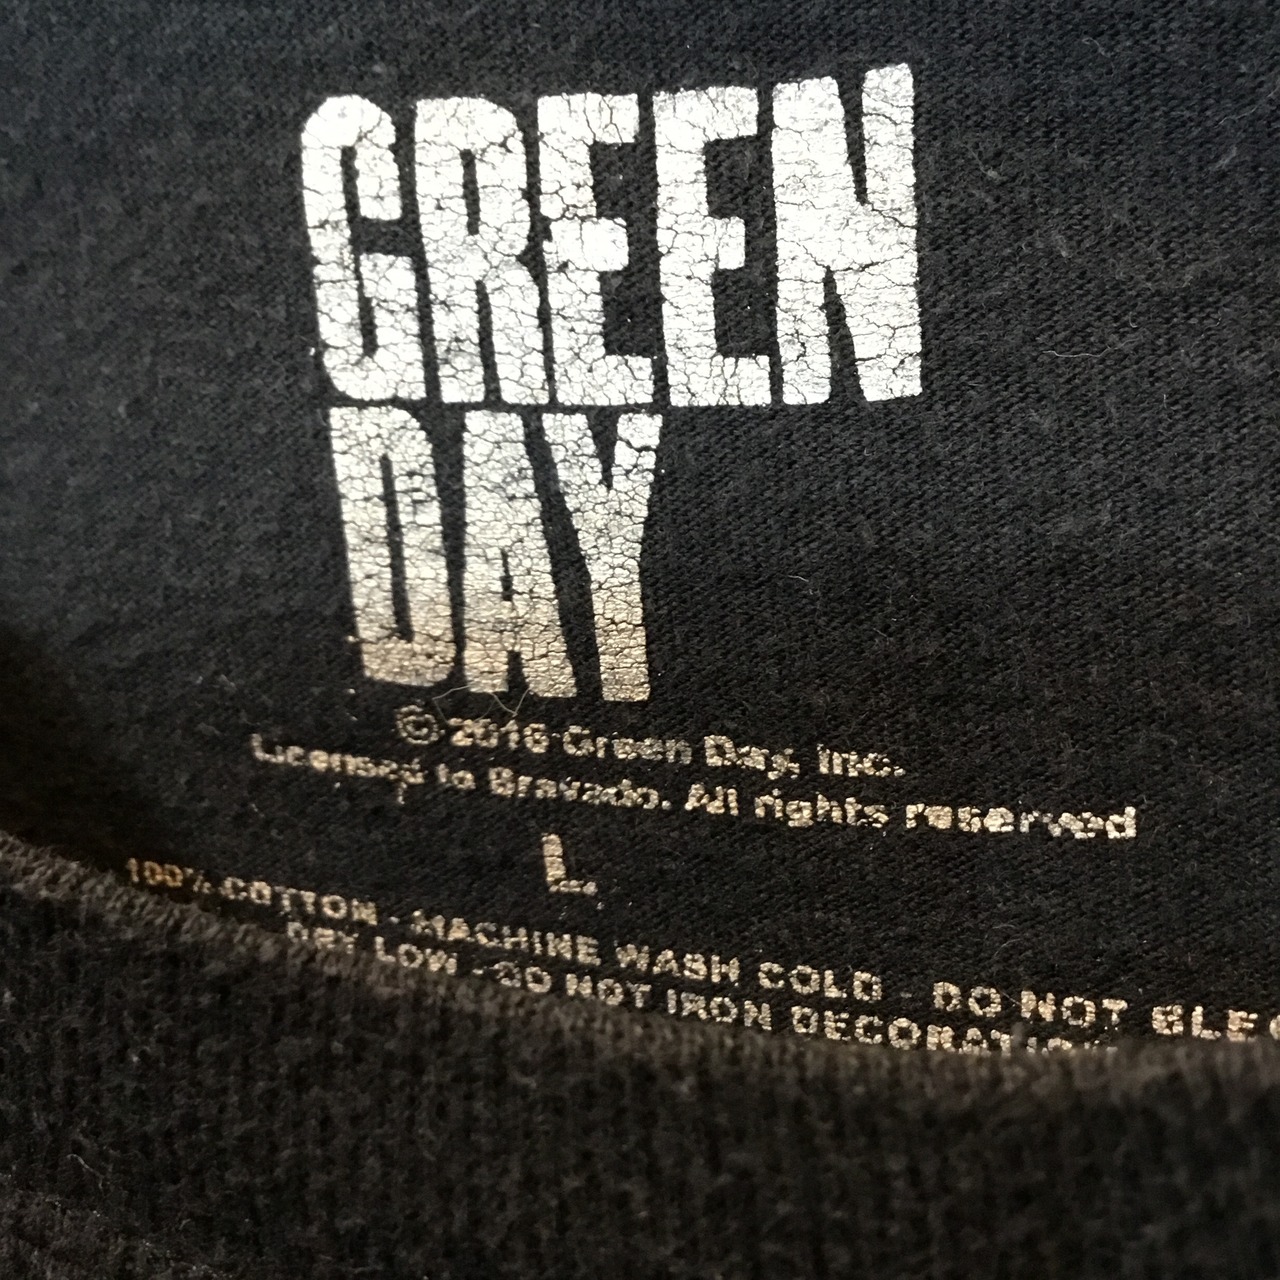 GREEN
DAY
© 2016 Green Day, Inc.
Licensed to Bravado. All rights reserved
L
100% COTTON - MACHINE WASH COLD - DO NOT
DRY LOW - DO NOT IRON